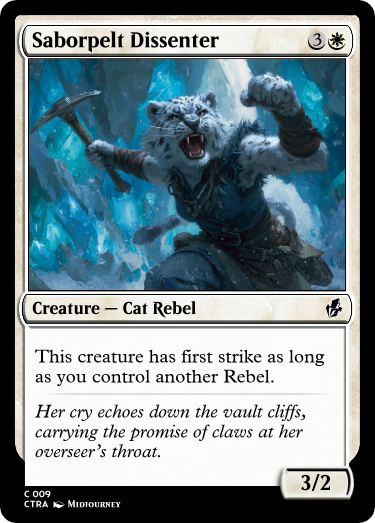 Saborpelt Dissenter 3
Creature — Cat Rebel
This creature has first strike as long
as you control another Rebel.
Her cry echoes down the vault cliffs,
carrying the promise of claws at her
overseer's throat.
3/2
C 009
CTRA Midjourney